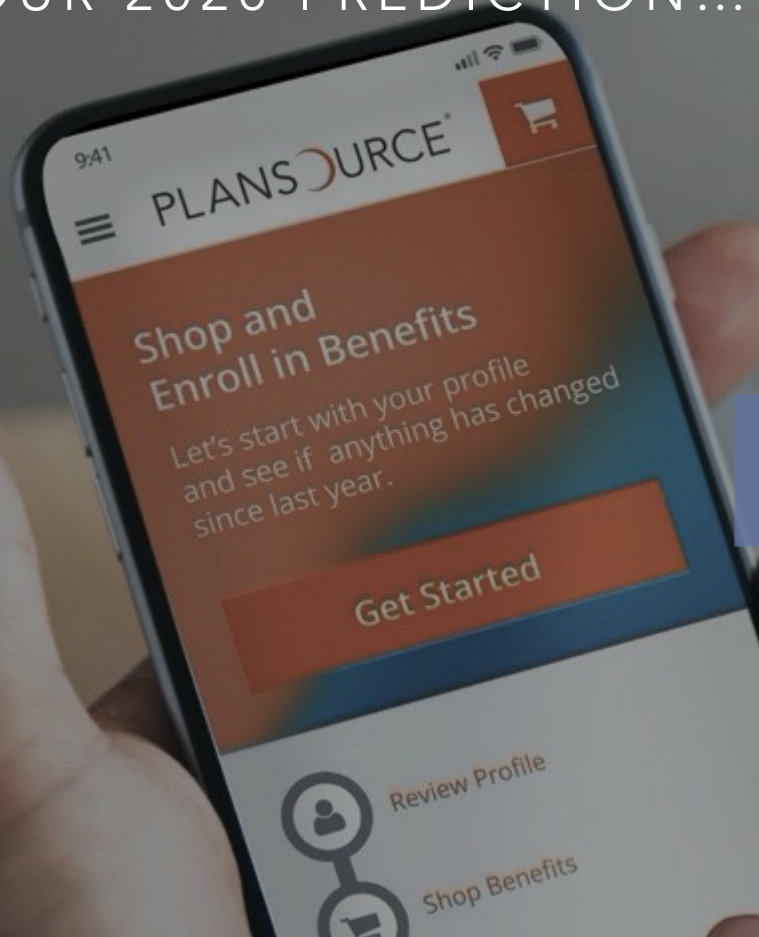 PREDICTION...
9:41
PLANSOURCE
Shop and
Enroll in Benefits
Let's start with your profile
and see if anything has changed
since last year.
Get Started
Review Profile
Shop Benefits